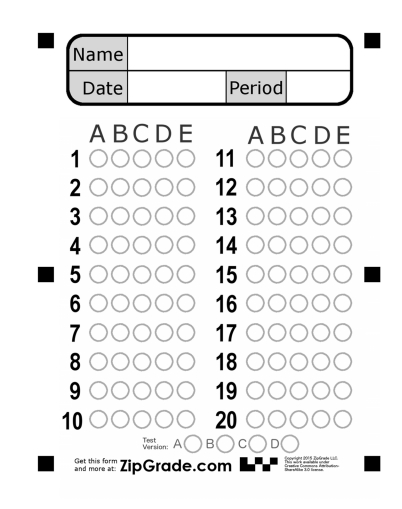 Name
Date Period
A B C D E A B C D E
1 11
2 12
3 13
4 14
5 15
6 16
7 17
8 18
9 19
10 20
Test
Version: A B C D
Get this form
and more at: ZipGrade.com
Copyright 2015 ZipGrade LLC.
This work available under
Creative Commons Attribution-
ShareAlike 3.0 license.